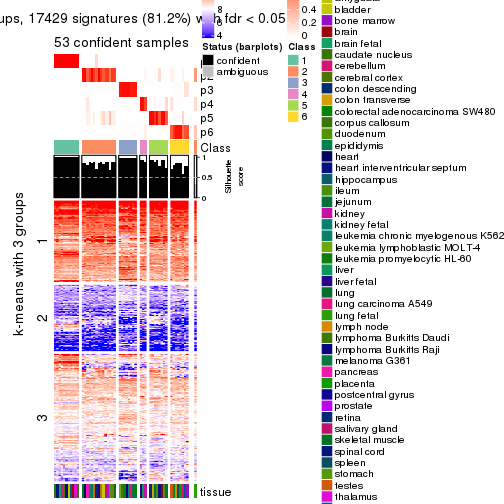 ups, 17429 signatures (81.2%) with fdr < 0.05
53 confident samples
p2
p3
p4
p5
p6
Class
1
0.5
0
Silhouette
score
k-means with 3 groups
1
2
3
tissue
8
6
4
0.4
0.2
0
Status (barplots)
confident
ambiguous
Class
1
2
3
4
5
6
bladder
bone marrow
brain
brain fetal
caudate nucleus
cerebellum
cerebral cortex
colon descending
colon transverse
colorectal adenocarcinoma SW480
corpus callosum
duodenum
epididymis
heart
heart interventricular septum
hippocampus
ileum
jejunum
kidney
kidney fetal
leukemia chronic myelogenous K562
leukemia lymphoblastic MOLT-4
leukemia promyelocytic HL-60
liver
liver fetal
lung
lung carcinoma A549
lung fetal
lymph node
lymphoma Burkitts Daudi
lymphoma Burkitts Raji
melanoma G361
pancreas
placenta
postcentral gyrus
prostate
retina
salivary gland
skeletal muscle
spinal cord
spleen
stomach
testes
thalamus